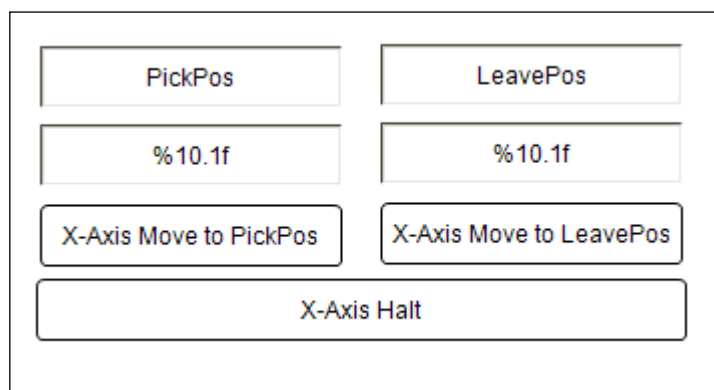 PickPos
LeavePos
%10.1f
%10.1f
X-Axis Move to PickPos
X-Axis Move to LeavePos
X-Axis Halt